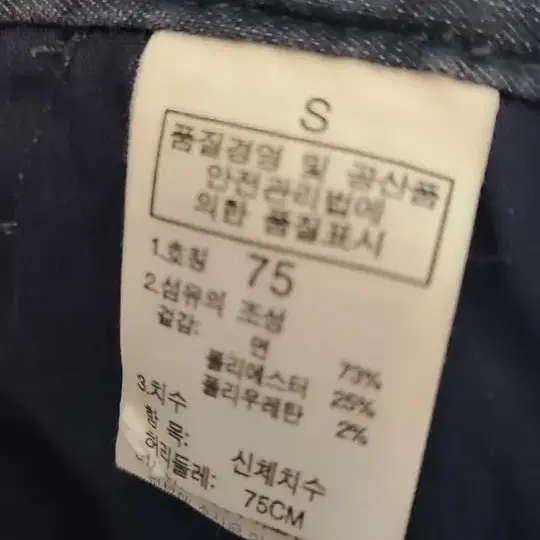 S
품질경영 및 공산품
안전관리법에
의한 품질표시
1.호칭 75
2.섬유의 조성
겉감: 면 73%
폴리에스터 25%
폴리우레탄 2%
3.치수
항 목: 신체치수
허리둘레: 75CM